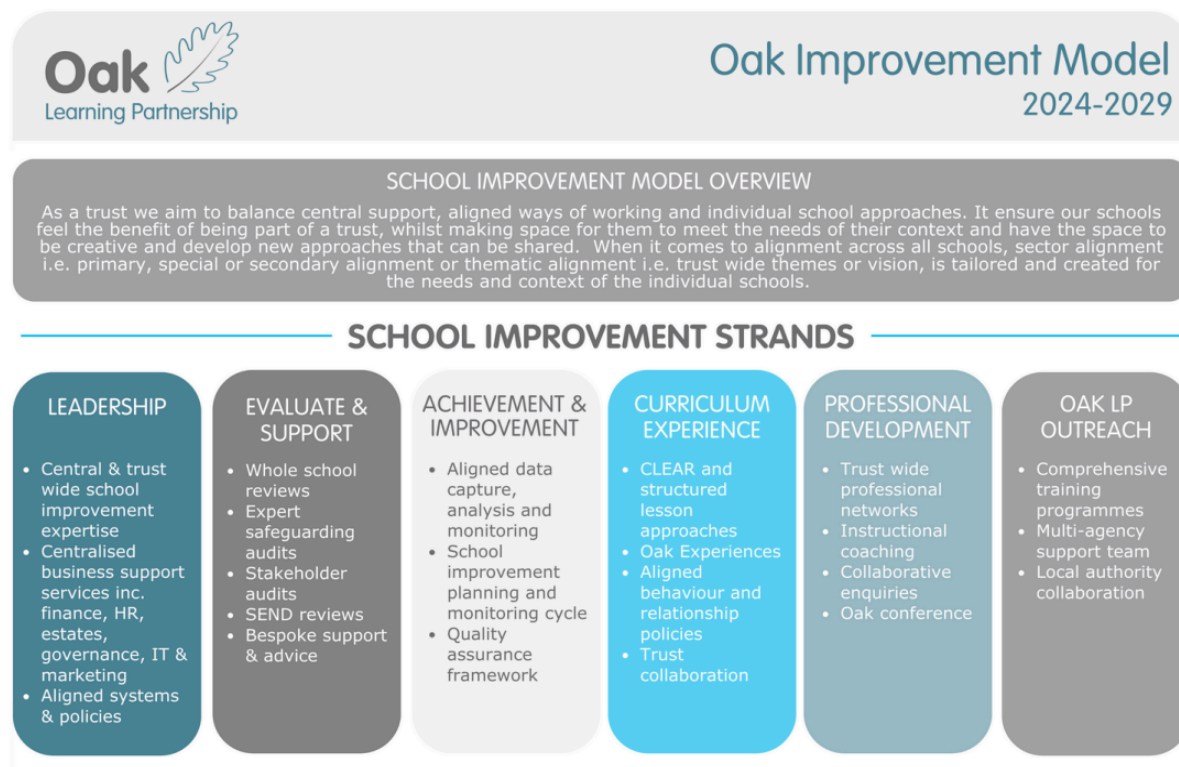 Oak
Learning Partnership
Oak Improvement Model
2024-2029
SCHOOL IMPROVEMENT MODEL OVERVIEW
As a trust we aim to balance central support, aligned ways of working and individual school approaches. It ensure our schools
feel the benefit of being part of a trust, whilst making space for them to meet the needs of their context and have the space to
be creative and develop new approaches that can be shared. When it comes to alignment across all schools, sector alignment
i.e. primary, special or secondary alignment or thematic alignment i.e. trust wide themes or vision, is tailored and created for
the needs and context of the individual schools.
SCHOOL IMPROVEMENT STRANDS
LEADERSHIP
• Central & trust
wide school
improvement
expertise
• Centralised
business support
services inc.
finance, HR,
estates,
governance, IT &
marketing
• Aligned systems
& policies
EVALUATE &
SUPPORT
• Whole school
reviews
• Expert
safeguarding
audits
• Stakeholder
audits
• SEND reviews
• Bespoke support
& advice
ACHIEVEMENT &
IMPROVEMENT
• Aligned data
capture,
analysis and
monitoring
• School
improvement
planning and
monitoring cycle
• Quality
assurance
framework
CURRICULUM
EXPERIENCE
• CLEAR and
structured
lesson
approaches
• Oak Experiences
• Aligned
behaviour and
relationship
policies
• Trust
collaboration
PROFESSIONAL
DEVELOPMENT
• Trust wide
professional
networks
• Instructional
coaching
• Collaborative
enquiries
• Oak conference
OAK LP
OUTREACH
• Comprehensive
training
programmes
• Multi-agency
support team
• Local authority
collaboration